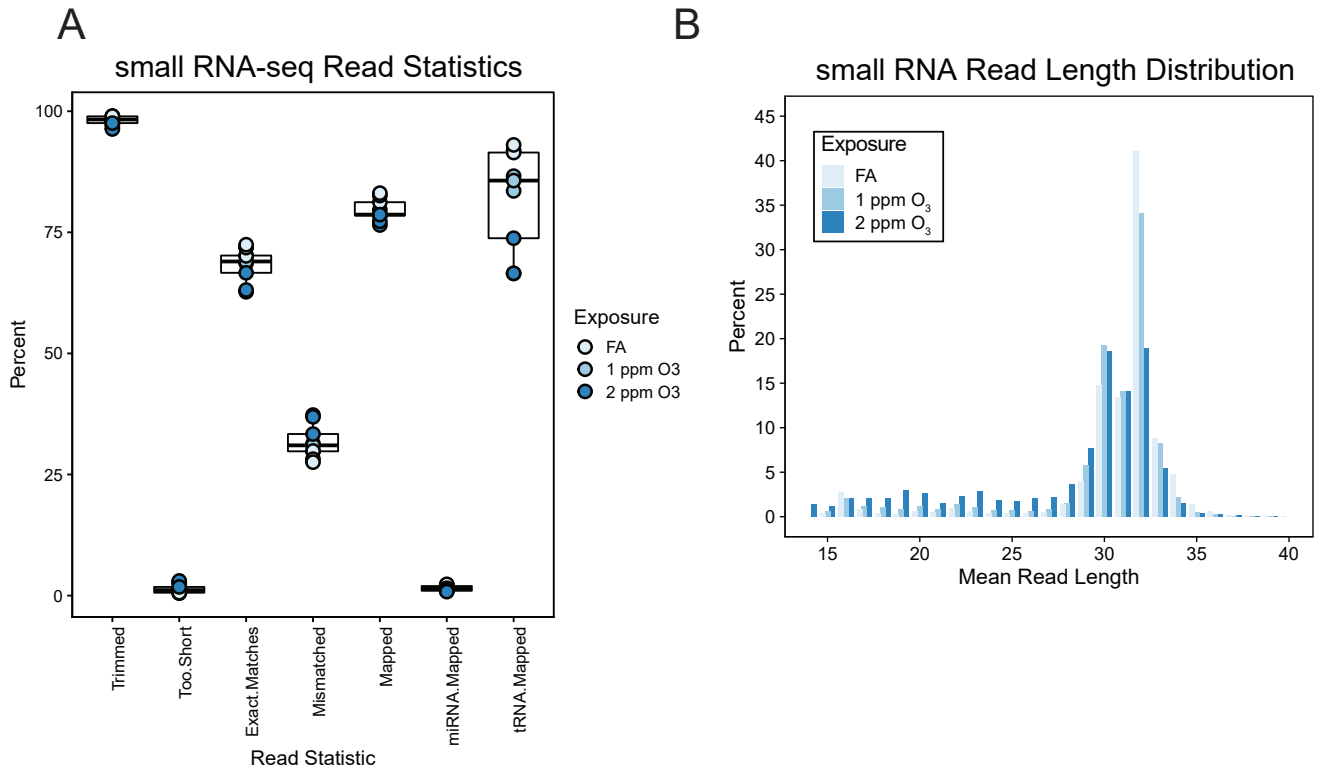 A
small RNA-seq Read Statistics
100
75
50
25
0
Percent
Trimmed
Too.Short
Exact.Matches
Mismatched
Mapped
miRNA.Mapped
tRNA.Mapped
Read Statistic
Exposure
FA
1 ppm O3
2 ppm O3
B
small RNA Read Length Distribution
45
40
35
30
25
20
15
10
5
0
Percent
Exposure
FA
1 ppm O₃
2 ppm O₃
15 20 25 30 35 40
Mean Read Length